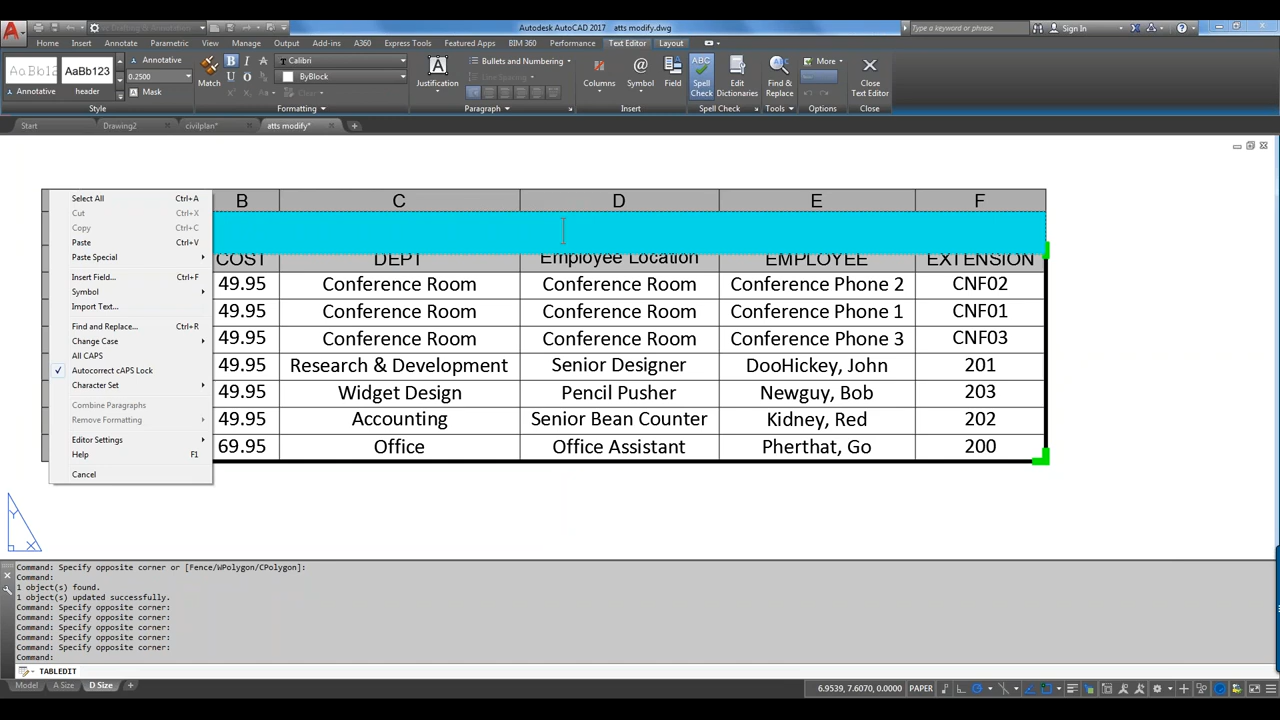 Autodesk AutoCAD 2017 atts modify.dwg
Type a keyword or phrase
Sign In
Home Insert Annotate Parametric View Manage Output Add-ins A360 Express Tools Featured Apps BIM 360 Performance Text Editor Layout
AaBb12 AaBb123
Annotative header
Annotative
0.2500
Mask
Style
Match
B I A
U O
Calibri
ByBlock
Formatting
A
Justification
Bullets and Numbering
Line Spacing
Paragraph
Columns
@
Symbol
Field
Insert
ABC
Spell Check
Edit Dictionaries
Spell Check
Find & Replace
Tools
More
Options
Close Text Editor
Close
Start Drawing2 civilplan* atts modify*
B C D E F
COST DEPT Employee Location EMPLOYEE EXTENSION
49.95 Conference Room Conference Room Conference Phone 2 CNF02
49.95 Conference Room Conference Room Conference Phone 1 CNF01
49.95 Conference Room Conference Room Conference Phone 3 CNF03
49.95 Research & Development Senior Designer DooHickey, John 201
49.95 Widget Design Pencil Pusher Newguy, Bob 203
49.95 Accounting Senior Bean Counter Kidney, Red 202
69.95 Office Office Assistant Pherthat, Go 200
Select All Ctrl+A
Cut Ctrl+X
Copy Ctrl+C
Paste Ctrl+V
Paste Special
Insert Field... Ctrl+F
Symbol
Import Text...
Find and Replace... Ctrl+R
Change Case
All CAPS
Autocorrect cAPS Lock
Character Set
Combine Paragraphs
Remove Formatting
Editor Settings
Help F1
Cancel
Y
X
Command: Specify opposite corner or [Fence/WPolygon/CPolygon]:
Command:
1 object(s) found.
1 object(s) updated successfully.
Command: Specify opposite corner:
Command: Specify opposite corner:
Command: Specify opposite corner:
Command: Specify opposite corner:
Command: Specify opposite corner:
Command:
TABLEDIT
Model A Size D Size
6.9539, 7.6070, 0.0000 PAPER